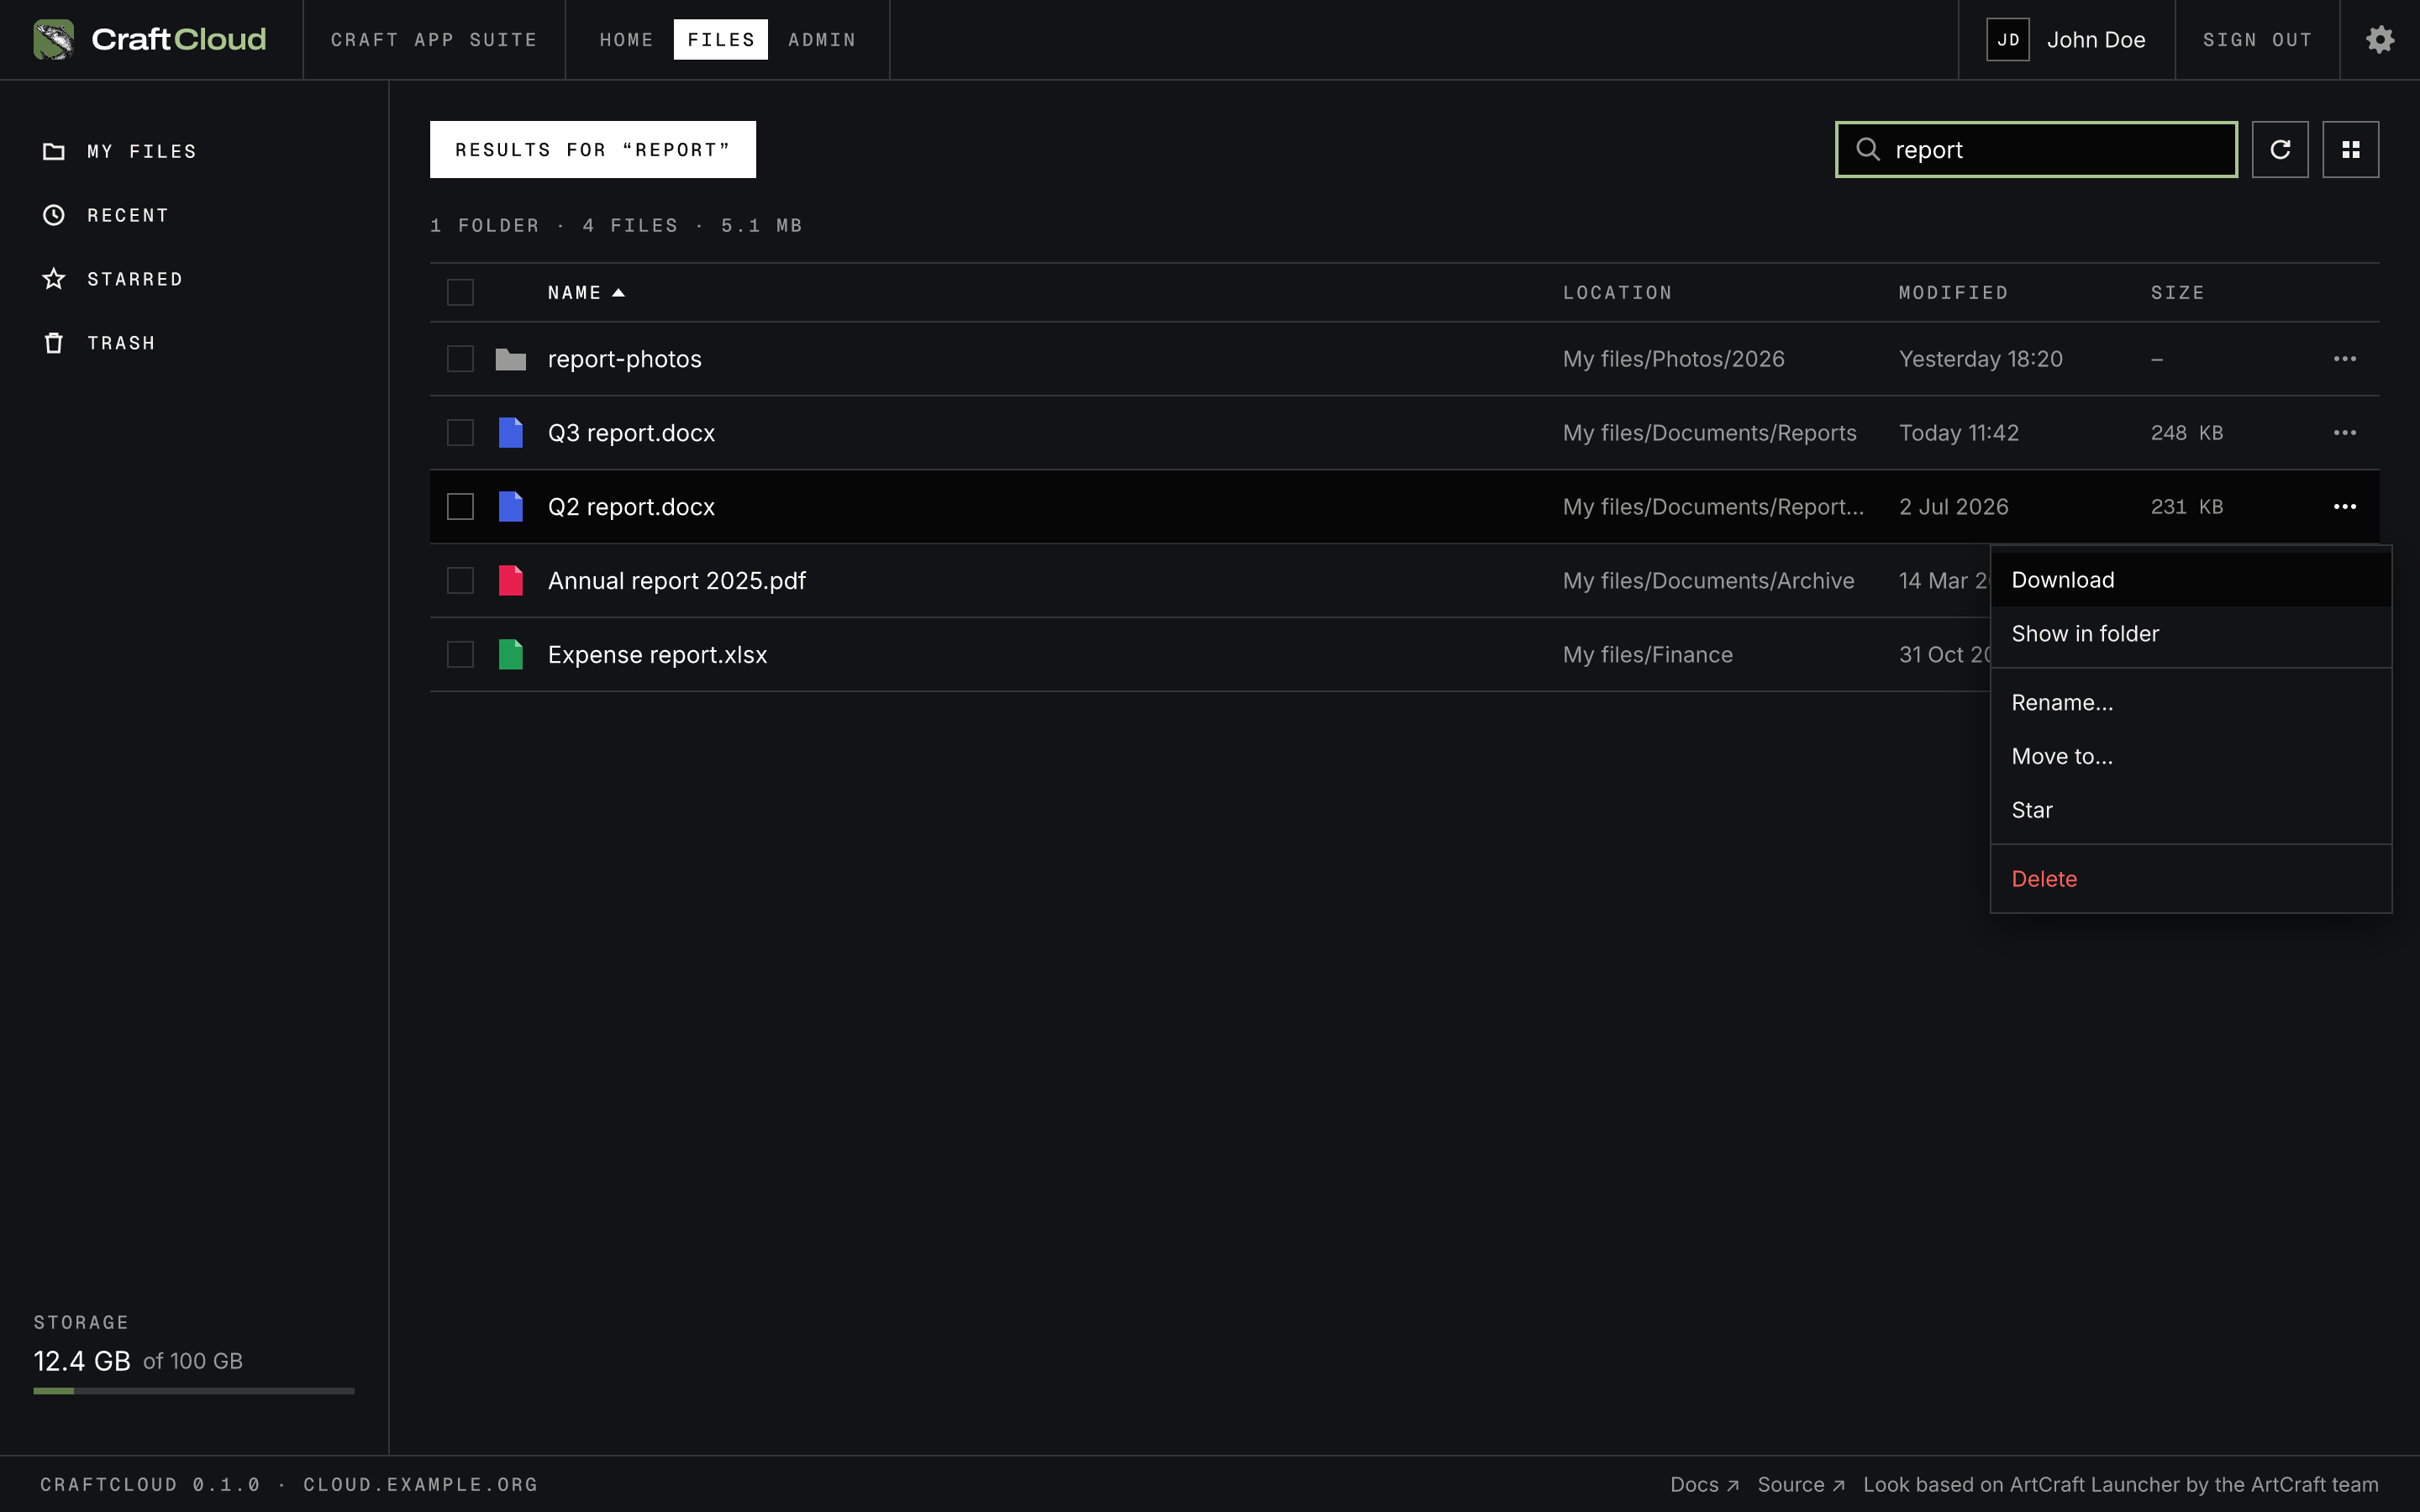 CraftCloud CRAFT APP SUITE HOME FILES ADMIN JD John Doe SIGN OUT
MY FILES
RECENT
STARRED
TRASH
RESULTS FOR “REPORT” report
1 FOLDER · 4 FILES · 5.1 MB
NAME LOCATION MODIFIED SIZE
report-photos My files/Photos/2026 Yesterday 18:20 –
Q3 report.docx My files/Documents/Reports Today 11:42 248 KB
Q2 report.docx My files/Documents/Report... 2 Jul 2026 231 KB
Annual report 2025.pdf My files/Documents/Archive 14 Mar
Expense report.xlsx My files/Finance 31 Oct
Download
Show in folder
Rename...
Move to...
Star
Delete
STORAGE
12.4 GB of 100 GB
CRAFTCLOUD 0.1.0 · CLOUD.EXAMPLE.ORG Docs ↗ Source ↗ Look based on ArtCraft Launcher by the ArtCraft team